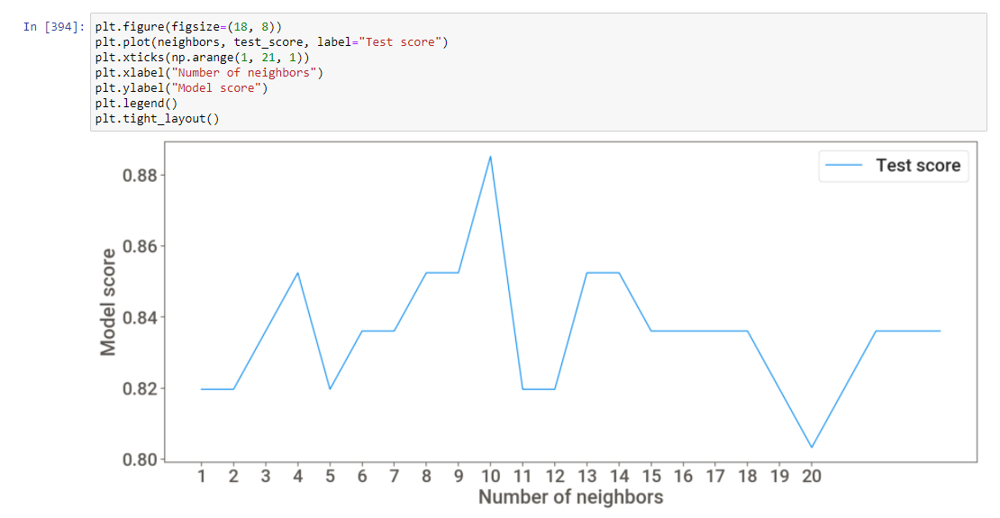 In [394]: plt.figure(figsize=(18, 8))
plt.plot(neighbors, test_score, label="Test score")
plt.xticks(np.arange(1, 21, 1))
plt.xlabel("Number of neighbors")
plt.ylabel("Model score")
plt.legend()
plt.tight_layout()
Test score
0.88
0.86
0.84
0.82
0.80
Model score
1 2 3 4 5 6 7 8 9 10 11 12 13 14 15 16 17 18 19 20
Number of neighbors